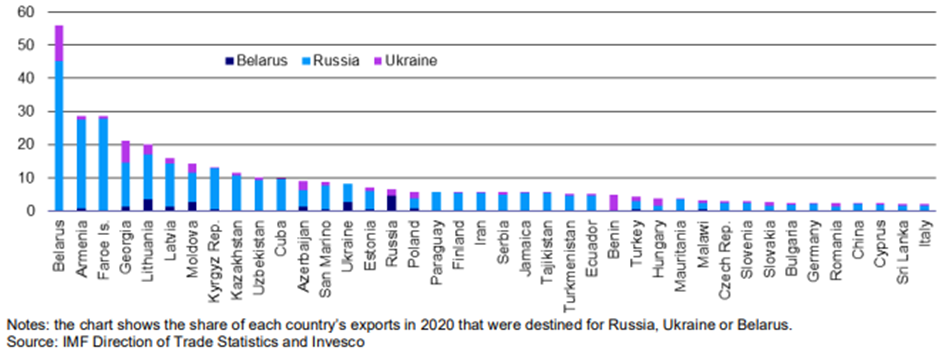 60
50
40
30
20
10
0
Belarus Russia Ukraine
Belarus
Armenia
Faroe Is.
Georgia
Lithuania
Latvia
Moldova
Kyrgyz Rep.
Kazakhstan
Uzbekistan
Cuba
Azerbaijan
San Marino
Ukraine
Estonia
Russia
Poland
Paraguay
Finland
Iran
Serbia
Jamaica
Tajikistan
Turkmenistan
Ecuador
Benin
Turkey
Hungary
Mauritania
Malawi
Czech Rep.
Slovenia
Slovakia
Bulgaria
Germany
Romania
China
Cyprus
Sri Lanka
Italy
Notes: the chart shows the share of each country's exports in 2020 that were destined for Russia, Ukraine or Belarus.
Source: IMF Direction of Trade Statistics and Invesco